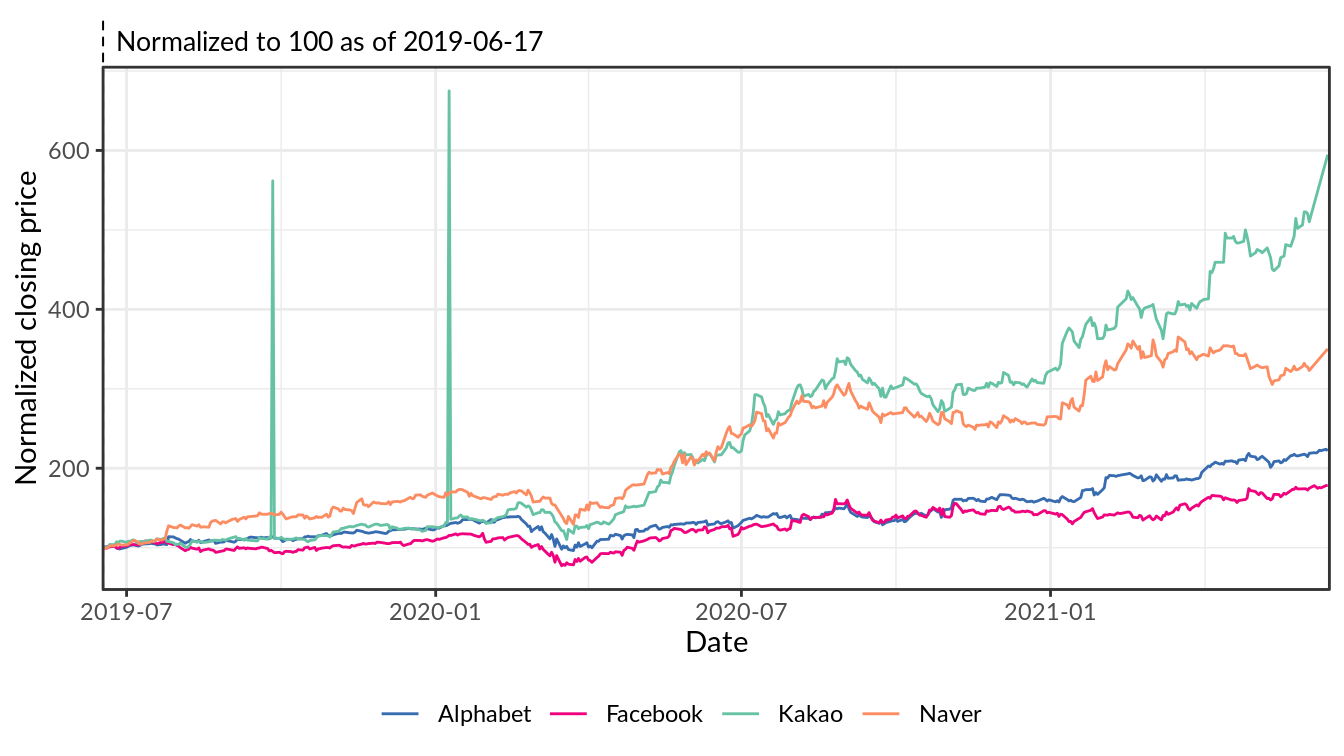 Normalized to 100 as of 2019-06-17
Normalized closing price
600
400
200
2019-07 2020-01 2020-07 2021-01
Date
Alphabet Facebook Kakao Naver